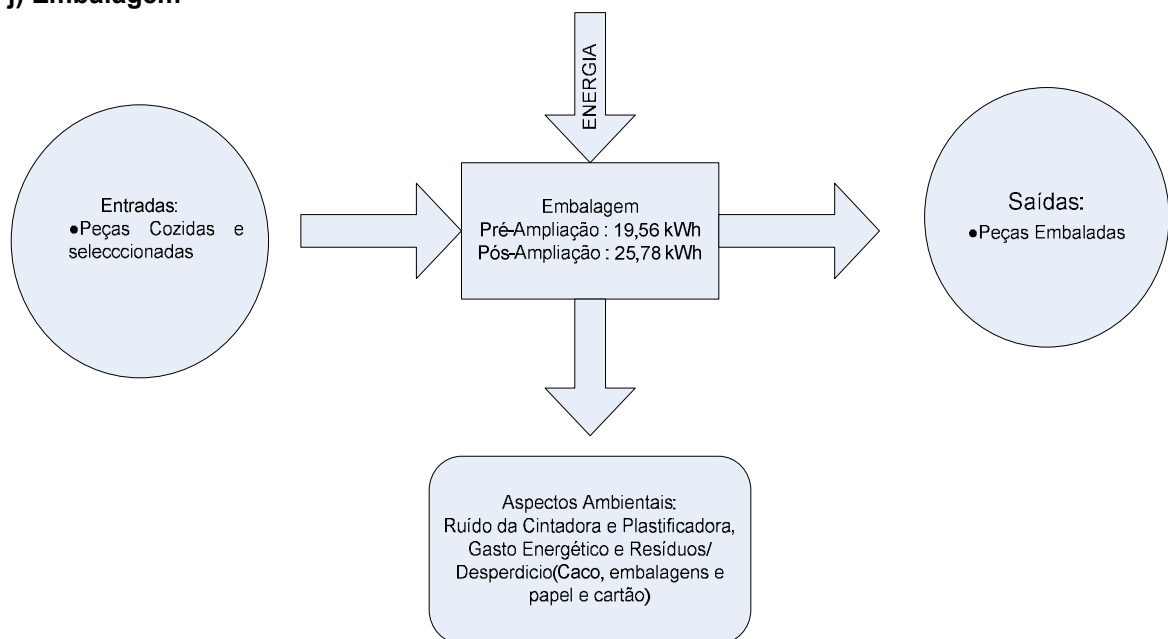 j) Embalagem
ENERGIA
Entradas:
•Peças Cozidas e
selecccionadas
Embalagem
Pré-Ampliação : 19,56 kWh
Pós-Ampliação : 25,78 kWh
Saídas:
•Peças Embaladas
Aspectos Ambientais:
Ruído da Cintadora e Plastificadora,
Gasto Energético e Resíduos/
Desperdicio(Caco, embalagens e
papel e cartão)